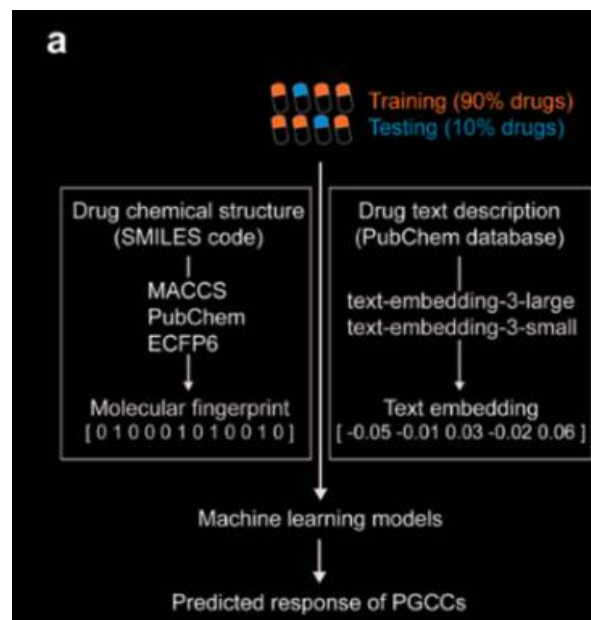 a
Training (90% drugs)
Testing (10% drugs)
Drug chemical structure
(SMILES code)
MACCS
PubChem
ECFP6
Molecular fingerprint
[ 0 1 0 0 0 1 0 1 0 0 1 0 ]
Drug text description
(PubChem database)
text-embedding-3-large
text-embedding-3-small
Text embedding
[ -0.05 -0.01 0.03 -0.02 0.06 ]
Machine learning models
Predicted response of PGCCs